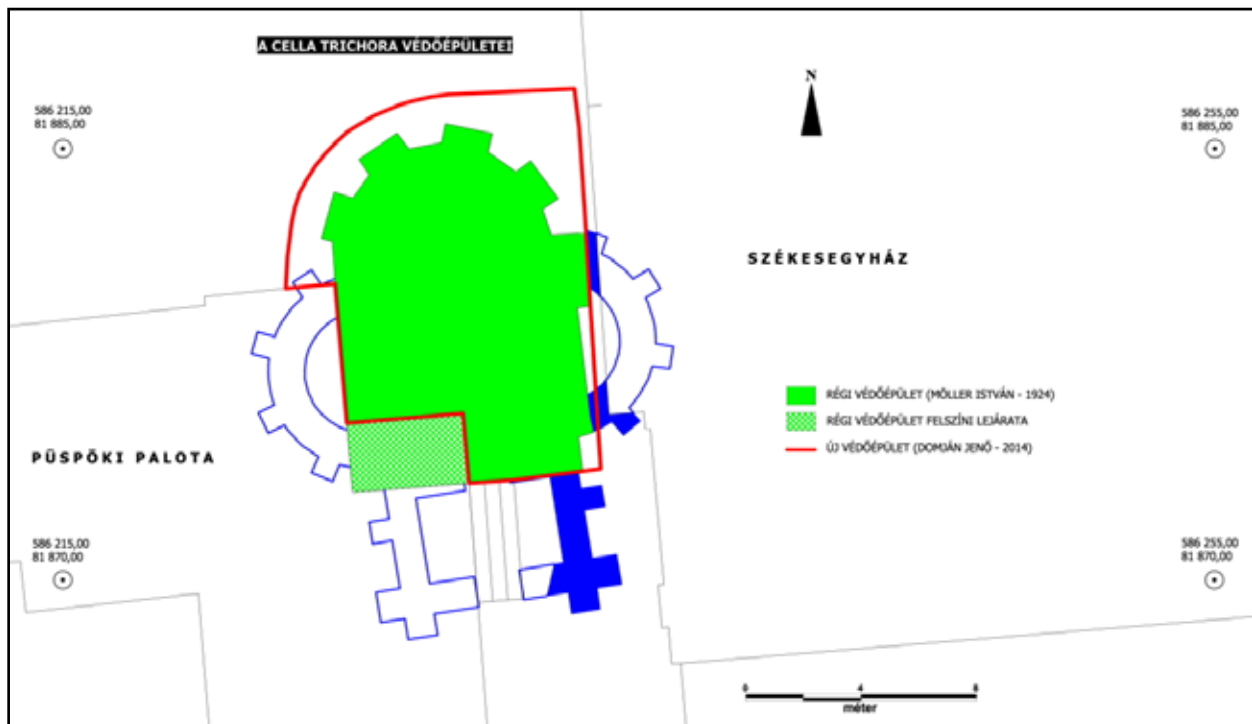 A CELLA TRICHORA VÉDŐÉPÜLETEI
N
586 215,00
81 885,00
586 255,00
81 885,00
SZÉKESEGYHÁZ
RÉGI VÉDŐÉPÜLET (MÖLLER ISTVÁN - 1924)
RÉGI VÉDŐÉPÜLET FELSZÍNI LEJÁRATA
ÚJ VÉDŐÉPÜLET (DOMJÁN JENŐ - 2014)
PÜSPÖKI PALOTA
586 215,00
81 870,00
586 255,00
81 870,00
0 4 8
méter